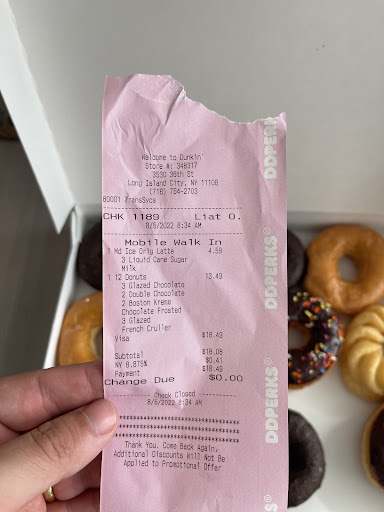 Welcome to Dunkin'
Store #: 348317
3530 36th St
Long Island City, NY 11106
(718) 784-2703
80001 TransSvcs
CHK 1189 Liat O.
8/5/2022 8:34 AM
Mobile Walk In
1 Md Ice Orig Latte 4.59
3 Liquid Cane Sugar
Milk
1 12 Donuts 13.49
3 Glazed Chocolate
2 Double Chocolate
2 Boston Kreme
Chocolate Frosted
3 Glazed
French Cruller
Visa $18.49
Subtotal $18.08
NY 8.875% $0.41
Payment $18.49
Change Due $0.00
Check Closed
8/5/2022 8:34 AM
****************************
****************************
****************************
Thank You. Come Back Again.
Additional Discounts Will Not Be
Applied to Promotional Offer
DDPERKS
DDPERKS®
DDPERKS®